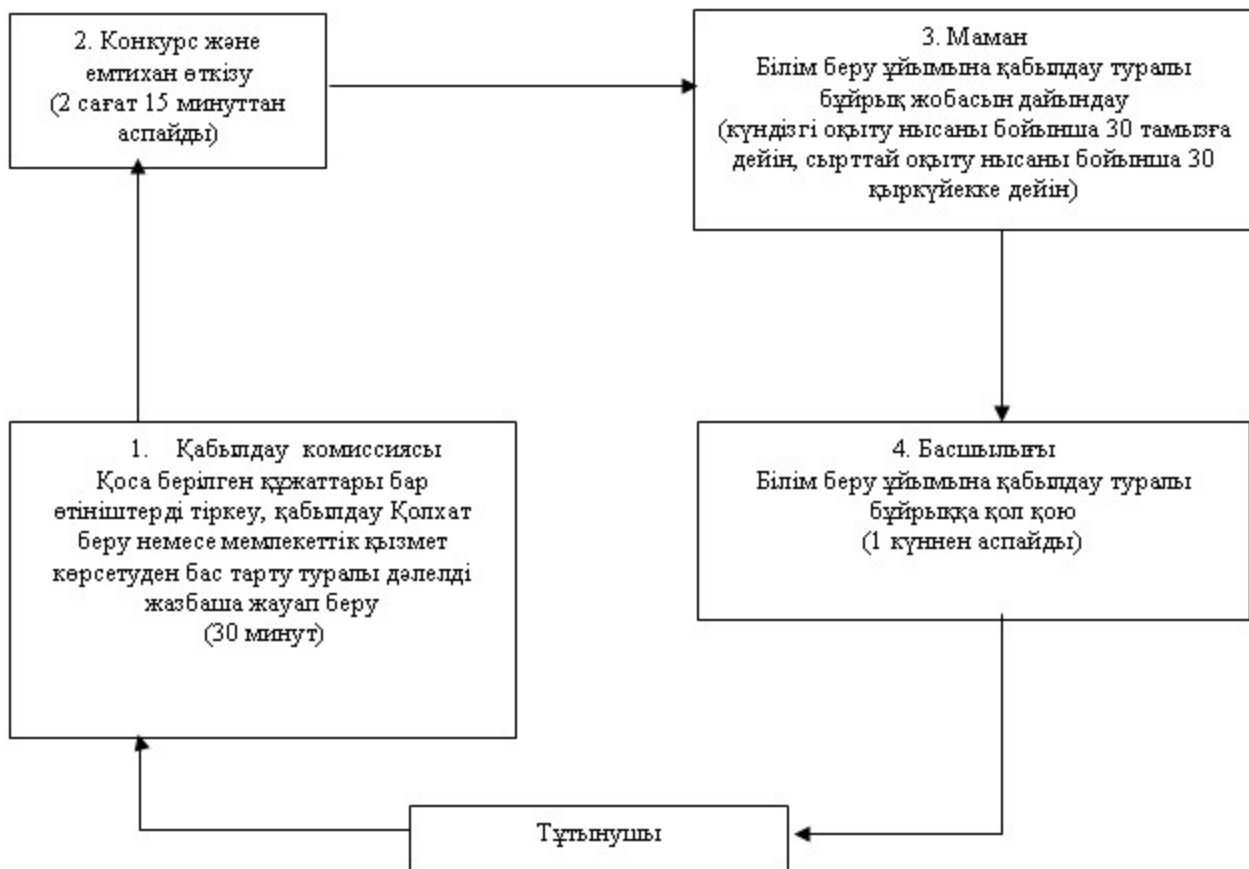 2. Конкурс және
емтихан өткізу
(2 сағат 15 минуттан
аспайды)
3. Маман
Білім беру ұйымына қабылдау туралы
бұйрық жобасын дайындау
(күндізгі оқыту нысаны бойынша 30 тамызға
дейін, сырттай оқыту нысаны бойынша 30
қыркүйекке дейін)
1. Қабылдау комиссиясы
Қоса берілген құжаттары бар
өтініштерді тіркеу, қабылдау Қолхат
беру немесе мемлекеттік қызмет
көрсетуден бас тарту туралы дәлелді
жазбаша жауап беру
(30 минут)
4. Басшылығы
Білім беру ұйымына қабылдау туралы
бұйрыққа қол қою
(1 күннен аспайды)
Тұтынушы